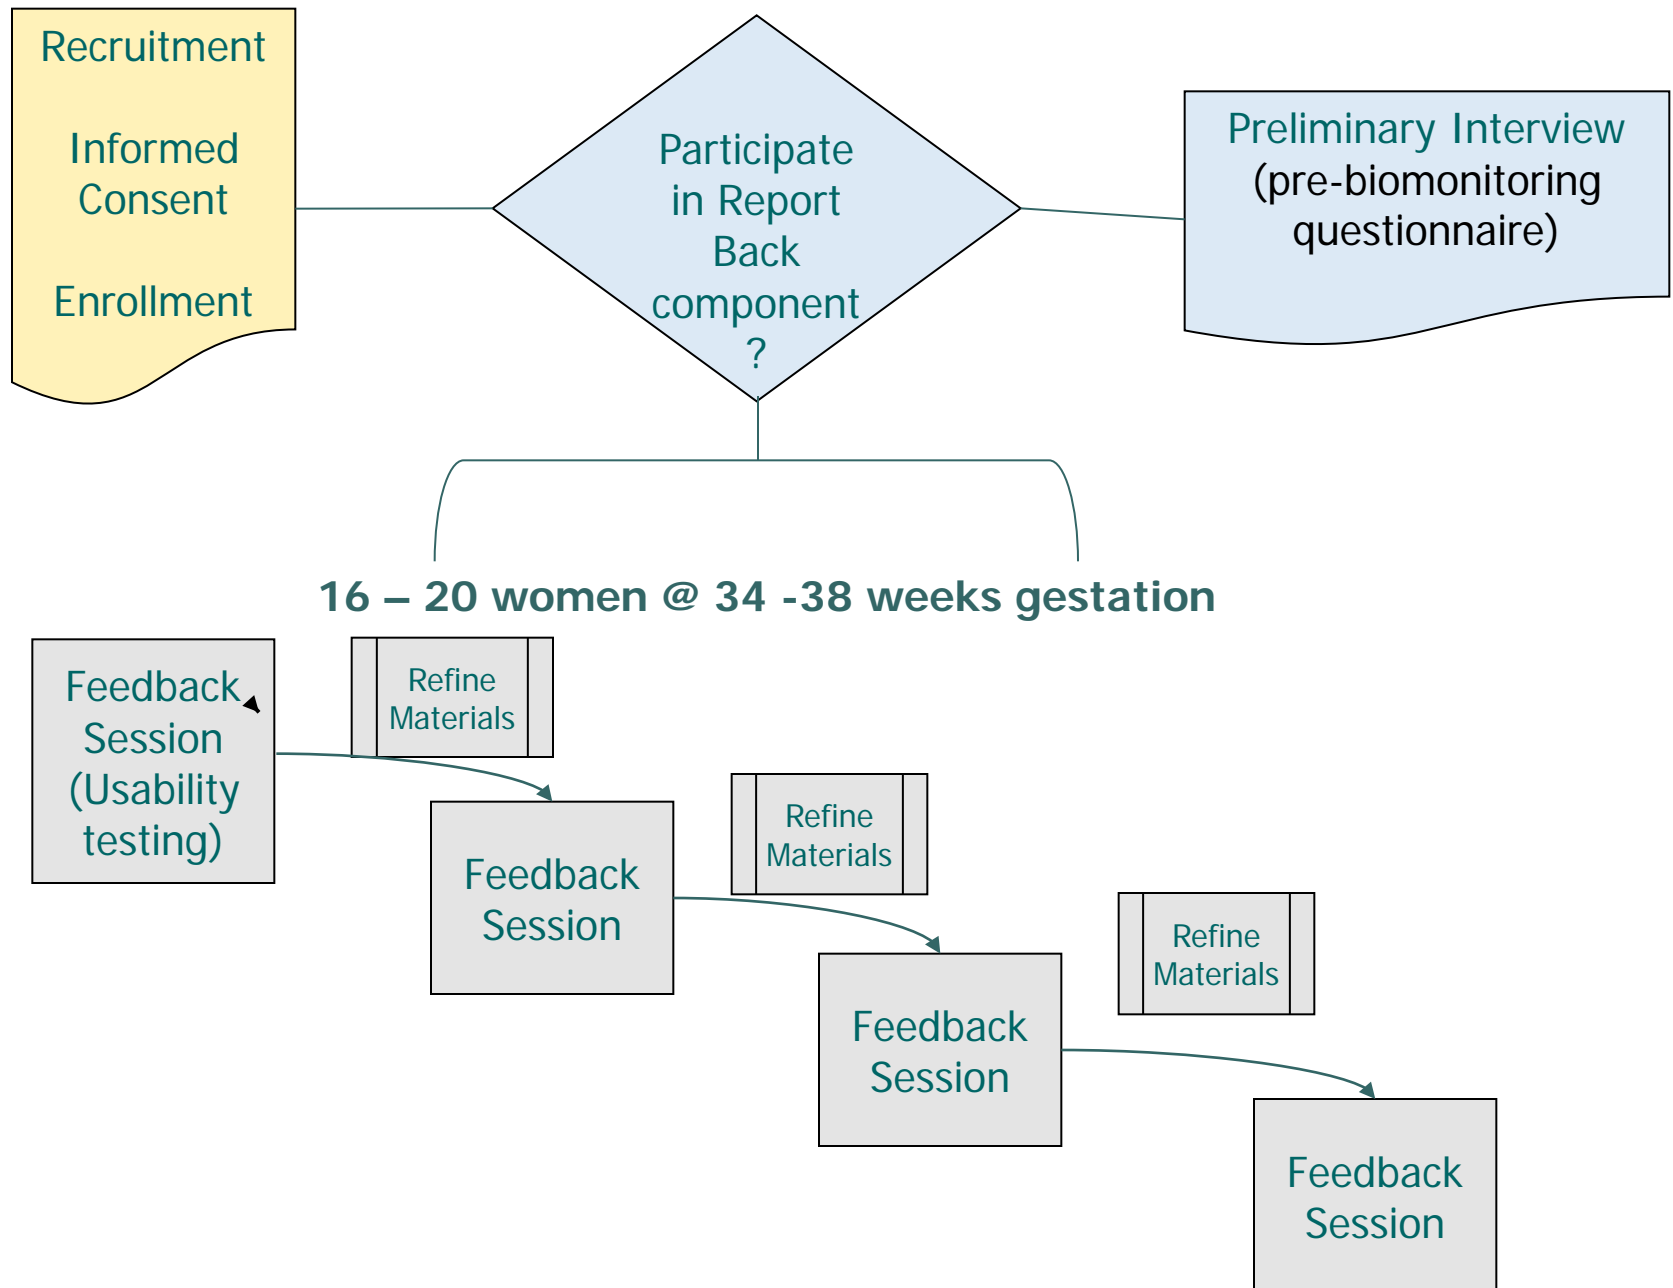 Recruitment
Informed
Consent
Enrollment
Participate
in Report
Back
component
?
Preliminary Interview
(pre-biomonitoring
questionnaire)
16 – 20 women @ 34 -38 weeks gestation
Feedback
Session
(Usability
testing)
Refine
Materials
Feedback
Session
Refine
Materials
Feedback
Session
Refine
Materials
Feedback
Session